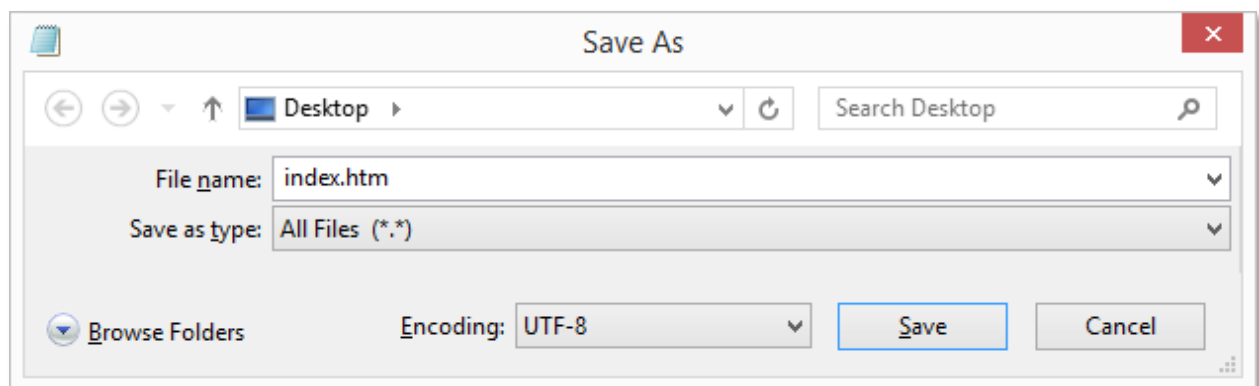 Save As
Desktop
Search Desktop
File name: index.htm
Save as type: All Files (*.*)
Browse Folders Encoding: UTF-8 Save Cancel